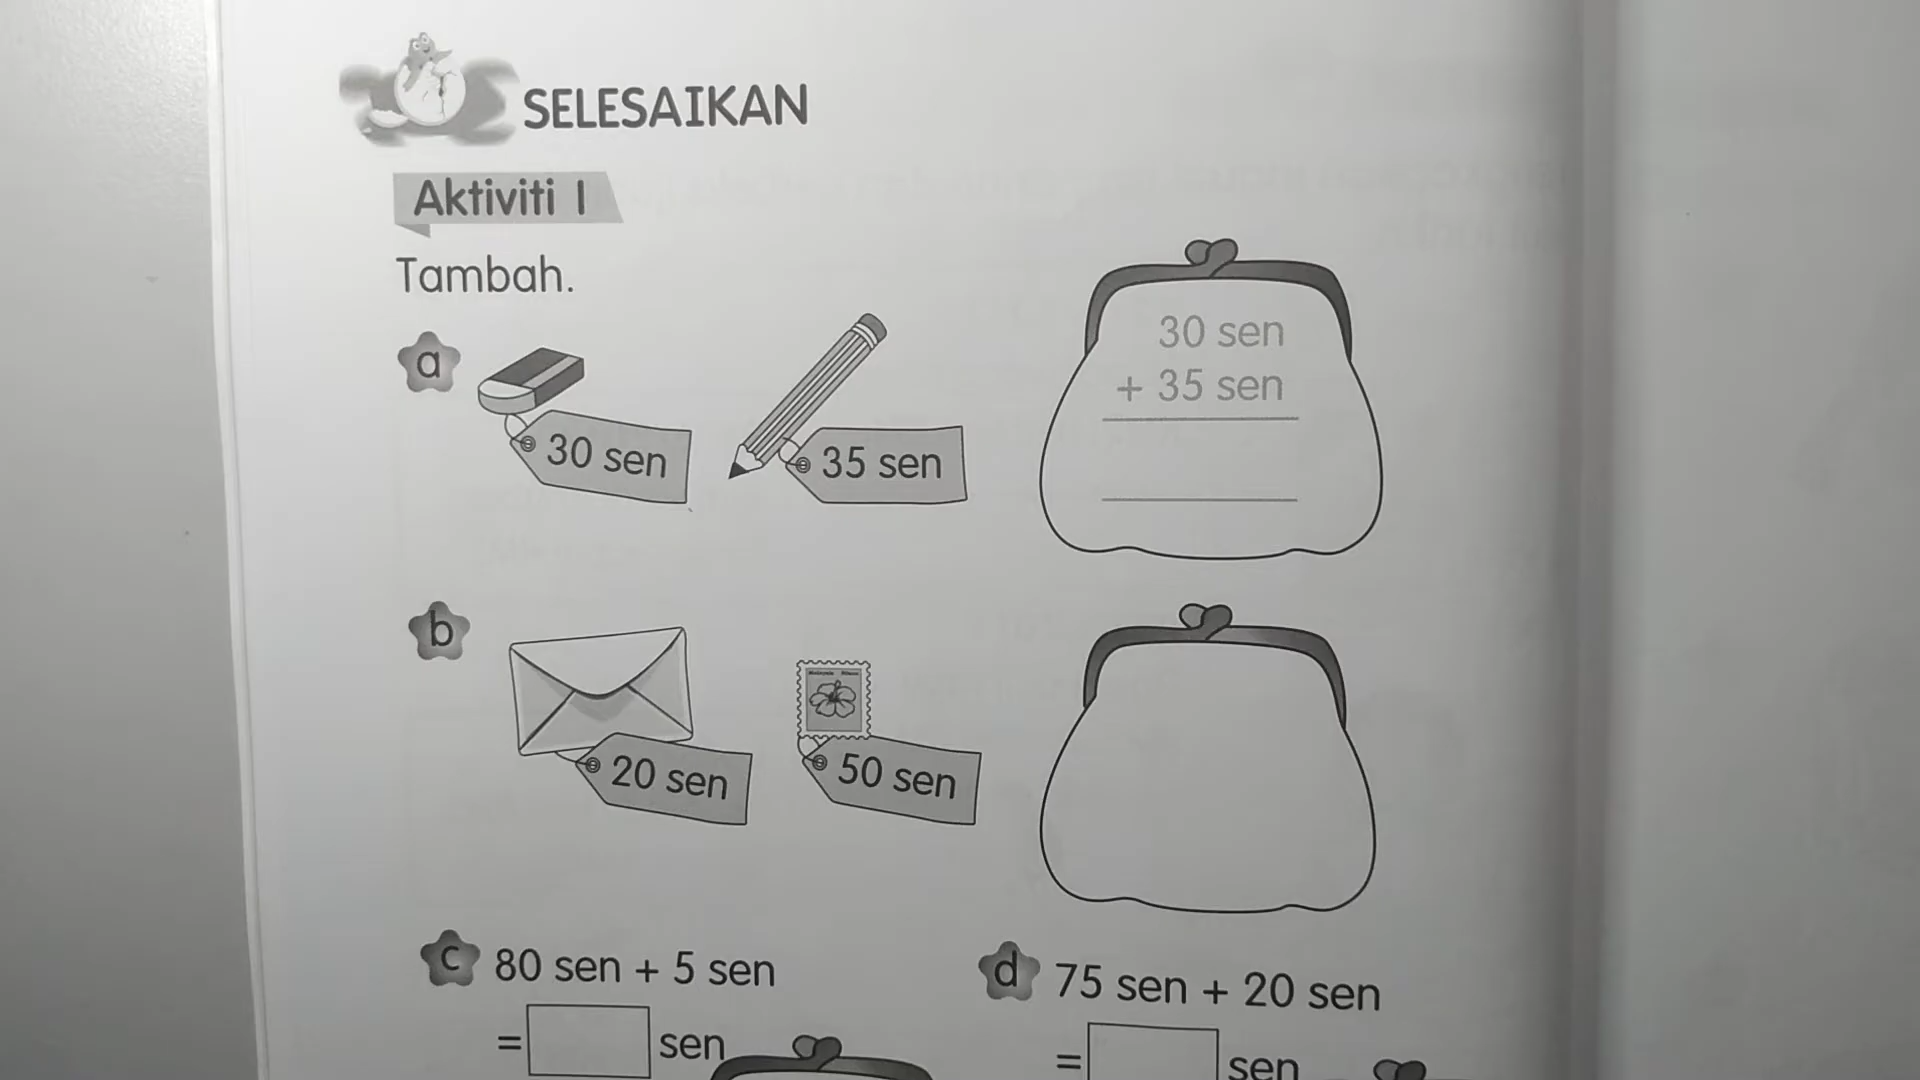 SELESAIKAN
Aktiviti 1
Tambah.
a
30 sen
35 sen
30 sen
+ 35 sen
b
20 sen
50 sen
c 80 sen + 5 sen
= sen
d 75 sen + 20 sen
= sen